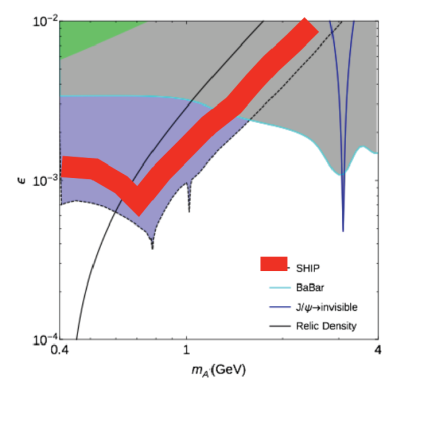 10⁻²
10⁻³
10⁻⁴
ϵ
0.4 1 4
m_A'(GeV)
SHIP
BaBar
J/ψ→invisible
Relic Density